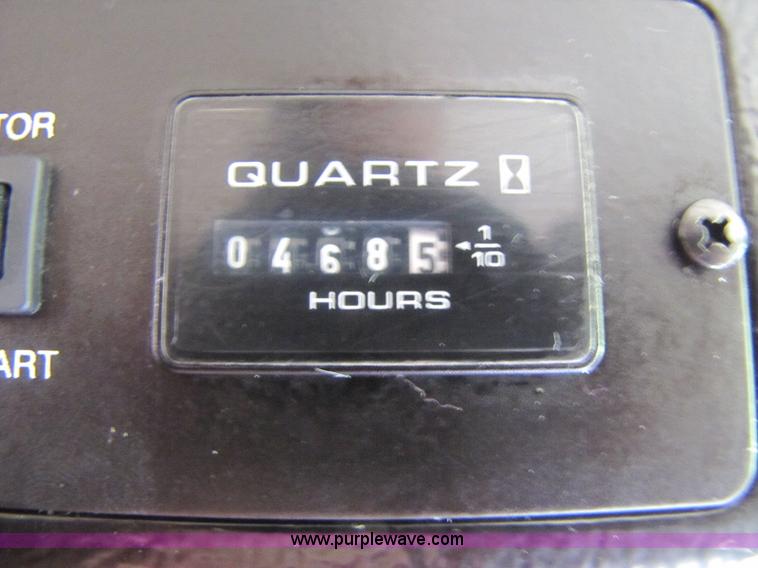 TOR
QUARTZ
04685 1/10
HOURS
ART
www.purplewave.com